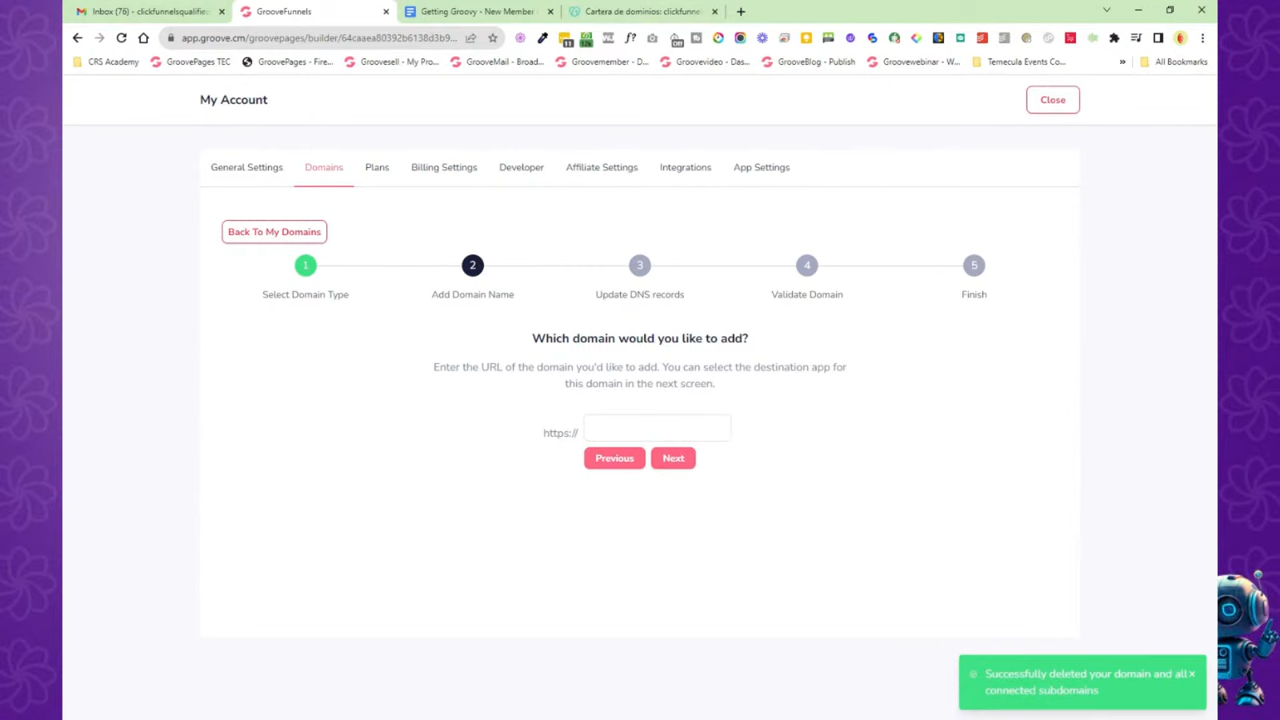 Inbox (76) - clickfunnelsqualified
GrooveFunnels
Getting Groovy - New Member
Cartera de dominios: clickfunnel
app.groove.cm/groovepages/builder/64caaea80392b6138d3b9...
CRS Academy
GroovePages TEC
GroovePages - Fire...
Groovesell - My Pro...
GrooveMail - Broad...
Groovemember - D...
Groovevideo - Das...
GrooveBlog - Publish
Groovewebinar - W...
Temecula Events Co...
»
All Bookmarks
My Account
Close
General Settings
Domains
Plans
Billing Settings
Developer
Affiliate Settings
Integrations
App Settings
Back To My Domains
1
2
3
4
5
Select Domain Type
Add Domain Name
Update DNS records
Validate Domain
Finish
Which domain would you like to add?
Enter the URL of the domain you'd like to add. You can select the destination app for
this domain in the next screen.
https://
Previous
Next
Successfully deleted your domain and all
connected subdomains